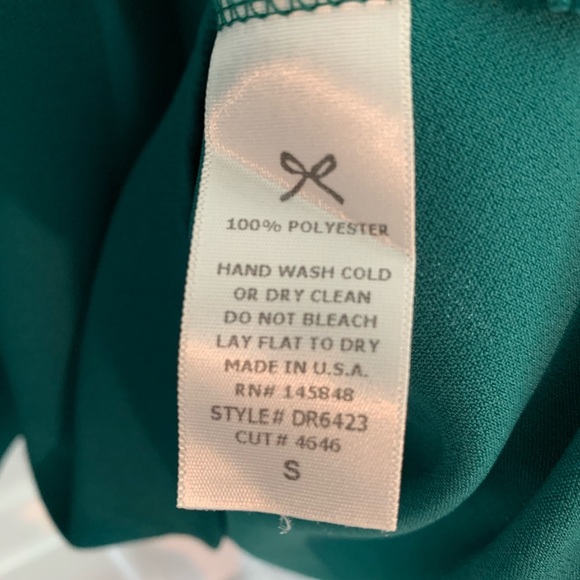 100% POLYESTER
HAND WASH COLD
OR DRY CLEAN
DO NOT BLEACH
LAY FLAT TO DRY
MADE IN U.S.A.
RN# 145848
STYLE# DR6423
CUT# 4646
S